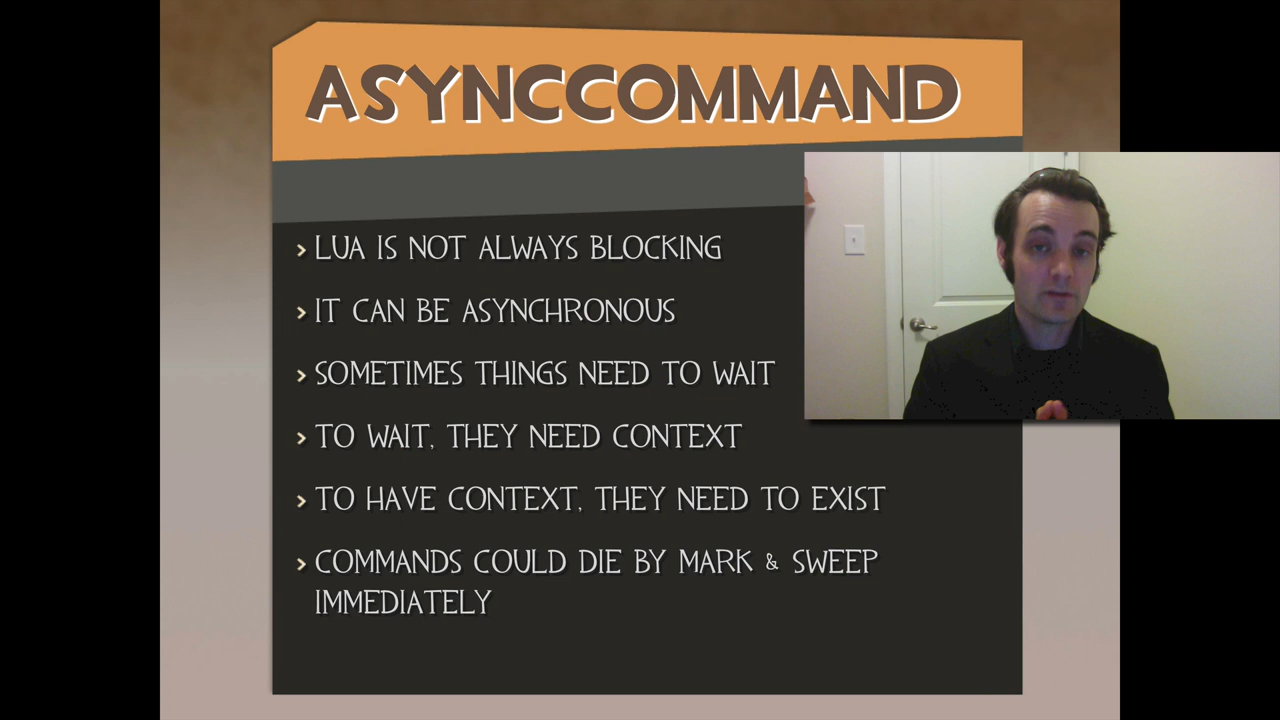 ASYNCCOMMAND
› LUA IS NOT ALWAYS BLOCKING
› IT CAN BE ASYNCHRONOUS
› SOMETIMES THINGS NEED TO WAIT
› TO WAIT, THEY NEED CONTEXT
› TO HAVE CONTEXT, THEY NEED TO EXIST
› COMMANDS COULD DIE BY MARK & SWEEP
IMMEDIATELY